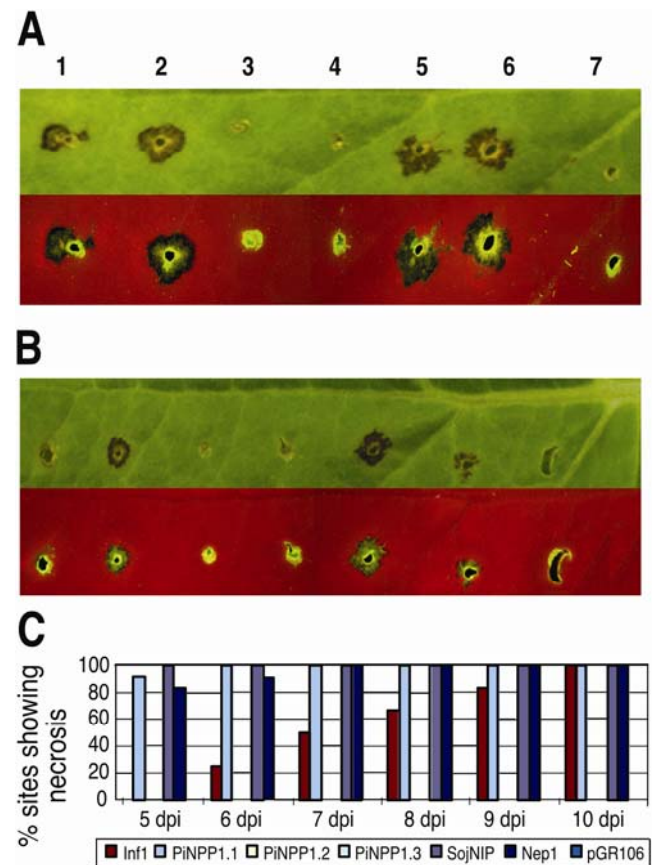 A
1 2 3 4 5 6 7
B
C
% sites showing
necrosis
100
80
60
40
20
0
5 dpi 6 dpi 7 dpi 8 dpi 9 dpi 10 dpi
Inf1 PiNPP1.1 PiNPP1.2 PiNPP1.3 SojNIP Nep1 pGR106